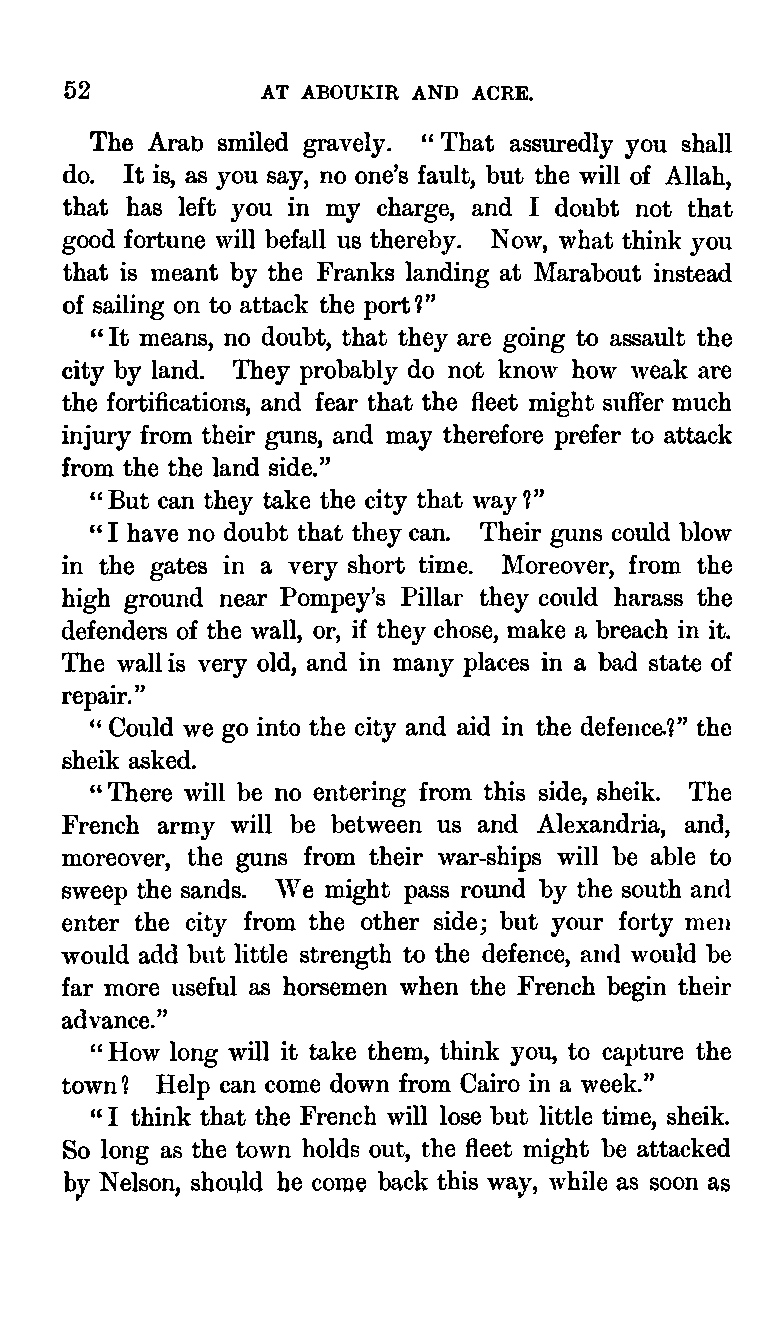 52 AT ABOUKIR AND ACRE.
The Arab smiled gravely. "That assuredly you shall
do. It is, as you say, no one's fault, but the will of Allah,
that has left you in my charge, and I doubt not that
good fortune will befall us thereby. Now, what think you
that is meant by the Franks landing at Marabout instead
of sailing on to attack the port?"
"It means, no doubt, that they are going to assault the
city by land. They probably do not know how weak are
the fortifications, and fear that the fleet might suffer much
injury from their guns, and may therefore prefer to attack
from the the land side."
"But can they take the city that way?"
"I have no doubt that they can. Their guns could blow
in the gates in a very short time. Moreover, from the
high ground near Pompey's Pillar they could harass the
defenders of the wall, or, if they chose, make a breach in it.
The wall is very old, and in many places in a bad state of
repair."
"Could we go into the city and aid in the defence?" the
sheik asked.
"There will be no entering from this side, sheik. The
French army will be between us and Alexandria, and,
moreover, the guns from their war-ships will be able to
sweep the sands. We might pass round by the south and
enter the city from the other side; but your forty men
would add but little strength to the defence, and would be
far more useful as horsemen when the French begin their
advance."
"How long will it take them, think you, to capture the
town? Help can come down from Cairo in a week."
"I think that the French will lose but little time, sheik.
So long as the town holds out, the fleet might be attacked
by Nelson, should he come back this way, while as soon as